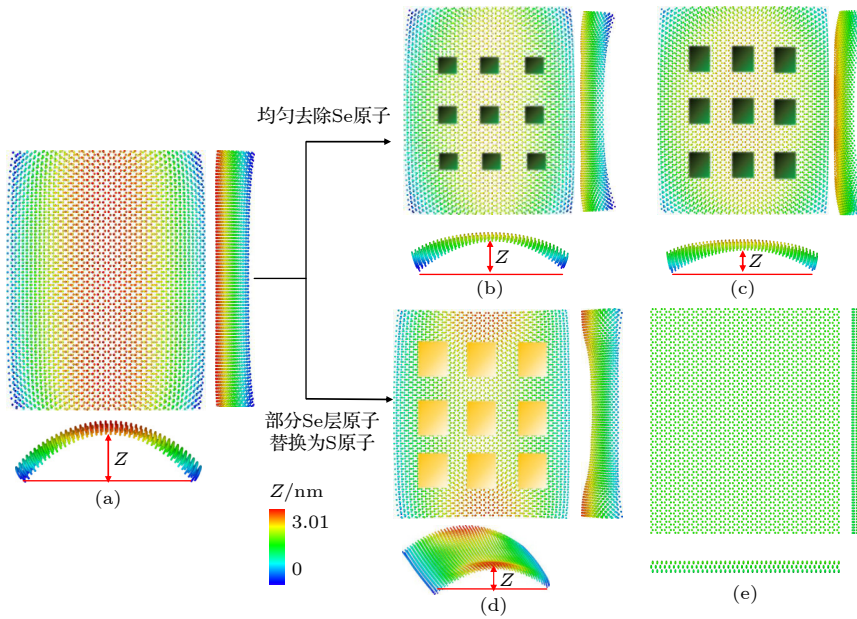 均匀去除Se原子
Z
(b)
Z
(c)
Z
(a)
部分Se层原子
替换为S原子
Z/nm
3.01
0
Z
(d)
(e)